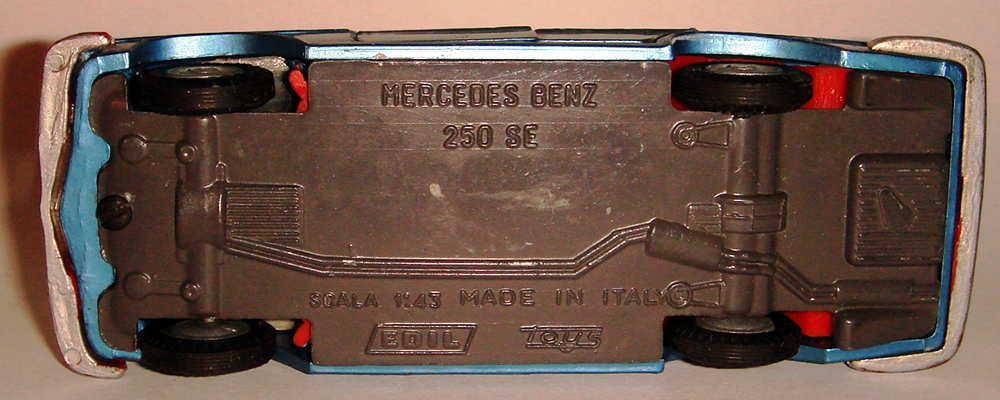 MERCEDES BENZ
250 SE
SCALA 1:43 MADE IN ITALY
EDIL TOYS